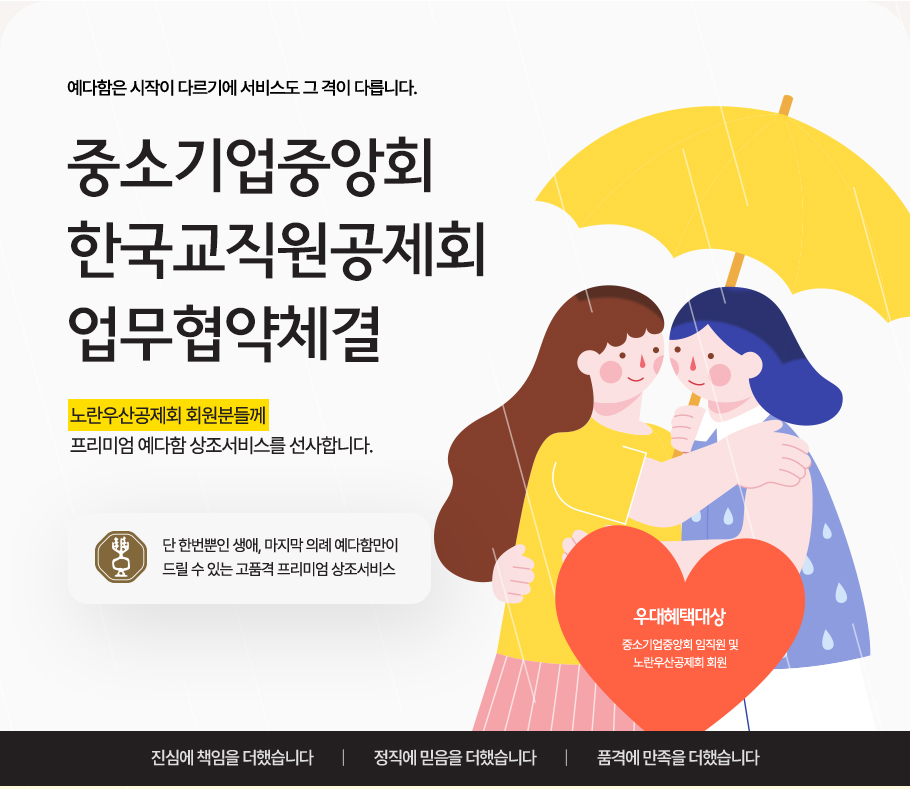 예다함은 시작이 다르기에 서비스도 그 격이 다릅니다.
중소기업중앙회
한국교직원공제회
업무협약체결
노란우산공제회 회원분들께
프리미엄 예다함 상조서비스를 선사합니다.
단 한번뿐인 생애, 마지막 의례 예다함만이
드릴 수 있는 고품격 프리미엄 상조서비스
우대혜택대상
중소기업중앙회 임직원 및
노란우산공제회 회원
진심에 책임을 더했습니다 | 정직에 믿음을 더했습니다 | 품격에 만족을 더했습니다